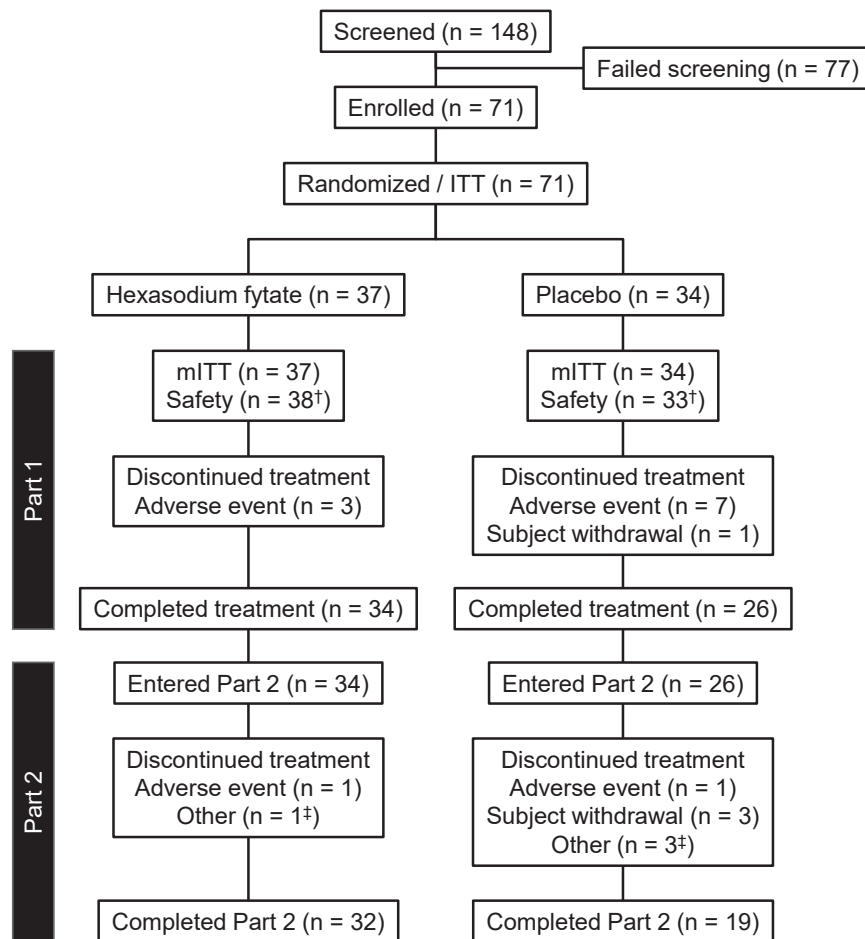 Screened (n = 148)
Failed screening (n = 77)
Enrolled (n = 71)
Randomized / ITT (n = 71)
Hexasodium fytate (n = 37)
Placebo (n = 34)
Part 1
mITT (n = 37)
Safety (n = 38†)
mITT (n = 34)
Safety (n = 33†)
Discontinued treatment
Adverse event (n = 3)
Discontinued treatment
Adverse event (n = 7)
Subject withdrawal (n = 1)
Completed treatment (n = 34)
Completed treatment (n = 26)
Part 2
Entered Part 2 (n = 34)
Entered Part 2 (n = 26)
Discontinued treatment
Adverse event (n = 1)
Other (n = 1‡)
Discontinued treatment
Adverse event (n = 1)
Subject withdrawal (n = 3)
Other (n = 3‡)
Completed Part 2 (n = 32)
Completed Part 2 (n = 19)